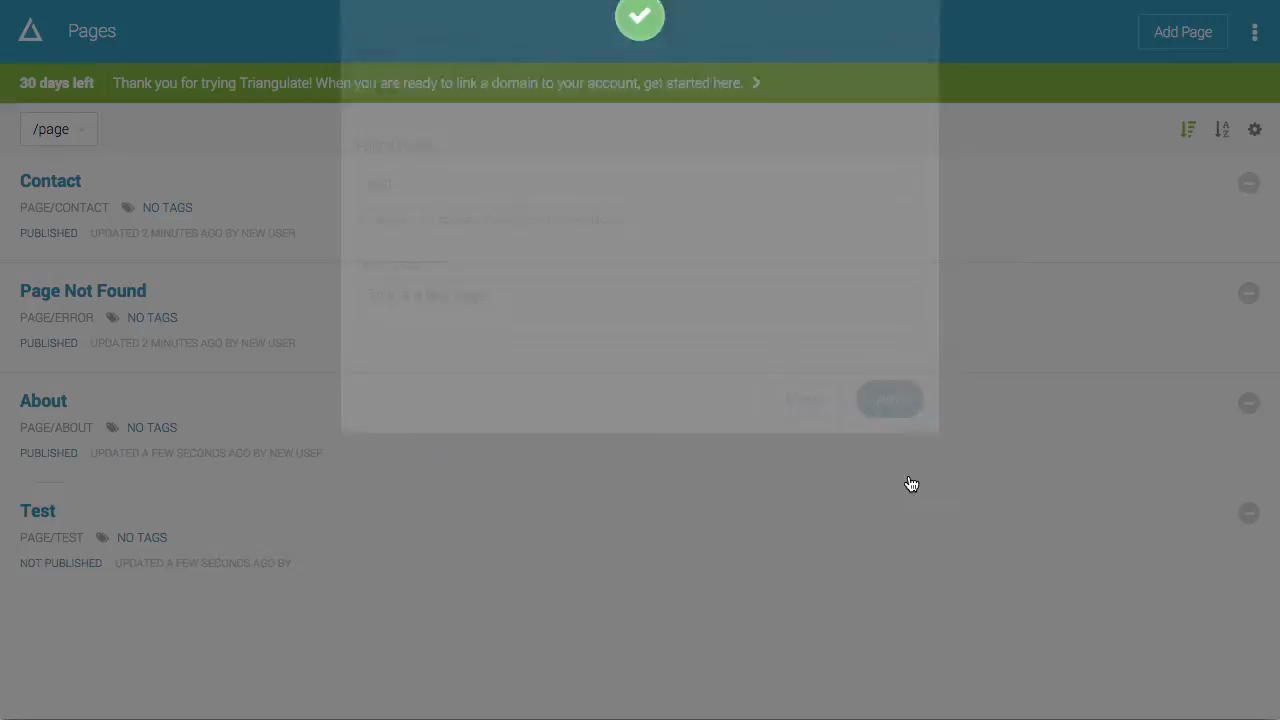 Pages
Add Page
30 days left Thank you for trying Triangulate! When you are ready to link a domain to your account, get started here.
/page
Contact
PAGE/CONTACT NO TAGS
PUBLISHED UPDATED 2 MINUTES AGO BY NEW USER
Page Not Found
PAGE/ERROR NO TAGS
PUBLISHED UPDATED 2 MINUTES AGO BY NEW USER
This is a test page
About
PAGE/ABOUT NO TAGS
PUBLISHED UPDATED A FEW SECONDS AGO BY NEW USER
Test
PAGE/TEST NO TAGS
NOT PUBLISHED UPDATED A FEW SECONDS AGO BY